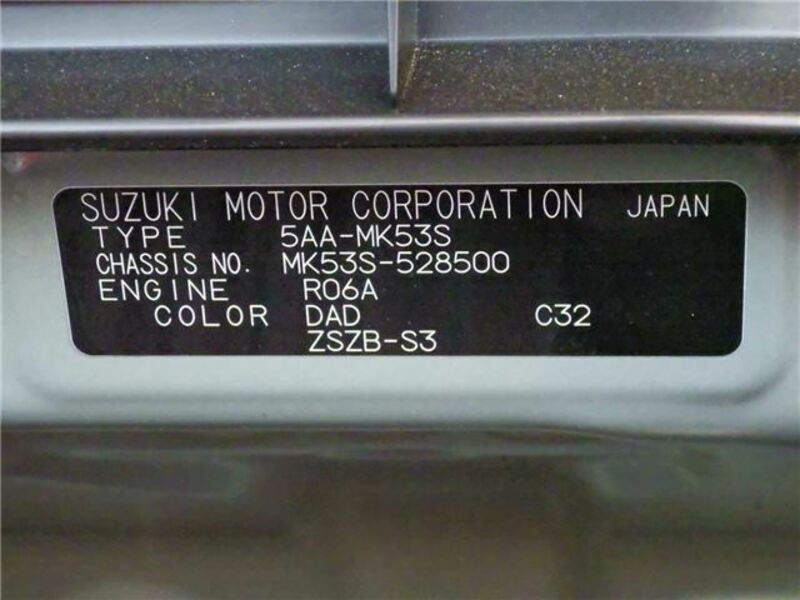 SUZUKI MOTOR CORPORATION JAPAN
TYPE 5AA-MK53S
CHASSIS NO. MK53S-528500
ENGINE R06A
COLOR DAD C32
ZSZB-S3